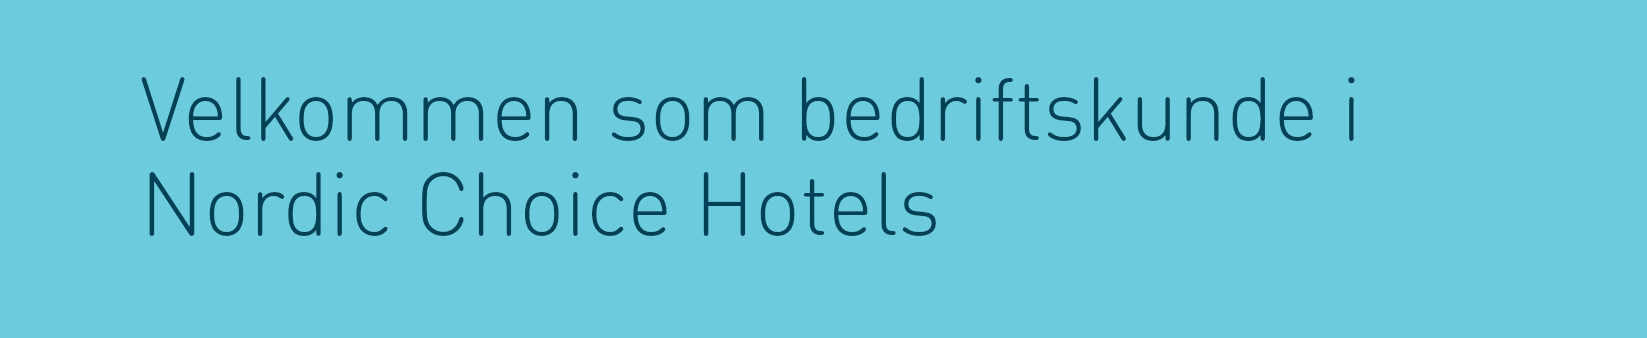 Velkommen som bedriftskunde i
Nordic Choice Hotels